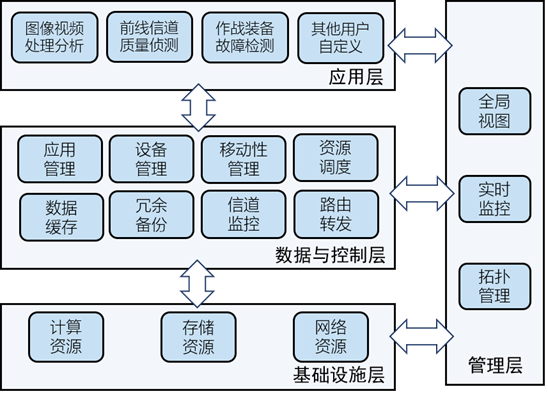 图像视频
处理分析
前线信道
质量侦测
作战装备
故障检测
其他用户
自定义
应用层
应用
管理
设备
管理
移动性
管理
资源
调度
数据
缓存
冗余
备份
信道
监控
路由
转发
数据与控制层
计算
资源
存储
资源
网络
资源
基础设施层
全局
视图
实时
监控
拓扑
管理
管理层